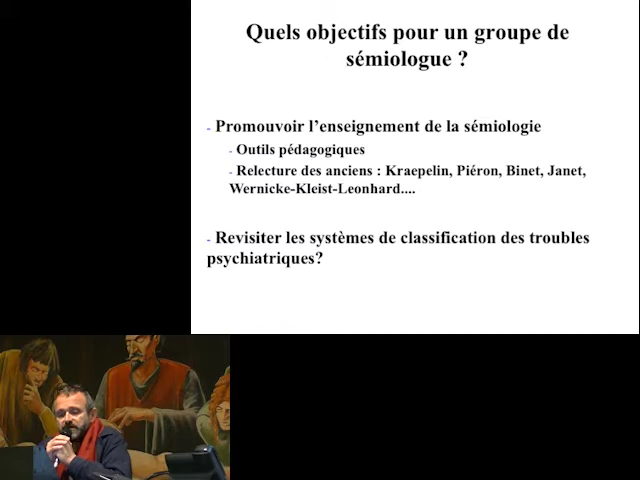 Quels objectifs pour un groupe de
sémiologue ?
- Promouvoir l’enseignement de la sémiologie
- Outils pédagogiques
- Relecture des anciens : Kraepelin, Piéron, Binet, Janet,
Wernicke-Kleist-Leonhard....
- Revisiter les systèmes de classification des troubles
psychiatriques?